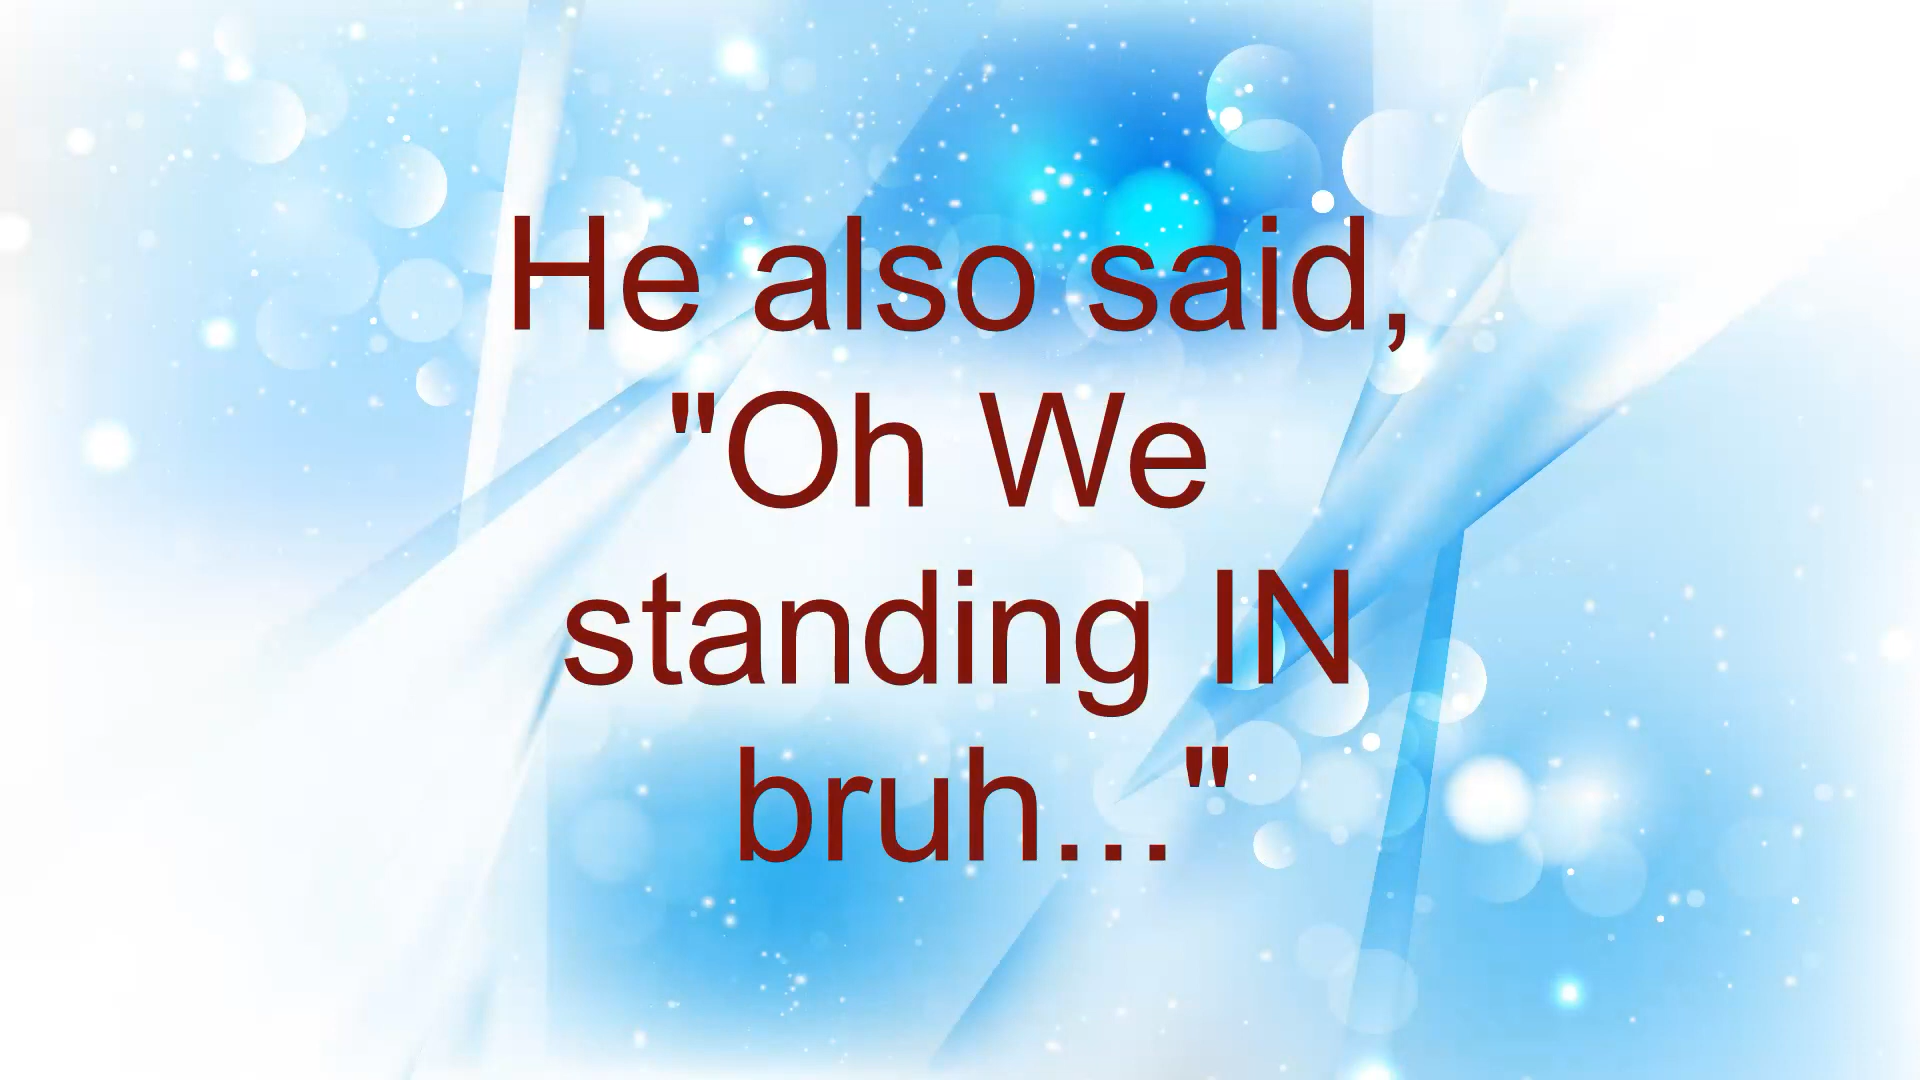 He also said,
"Oh We
standing IN
bruh..."